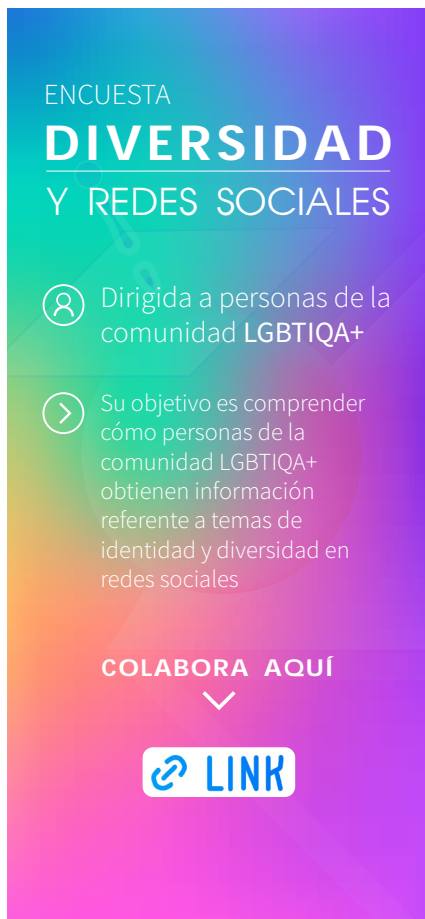 ENCUESTA
DIVERSIDAD
Y REDES SOCIALES
Dirigida a personas de la
comunidad LGBTIQA+
Su objetivo es comprender
cómo personas de la
comunidad LGBTIQA+
obtienen información
referente a temas de
identidad y diversidad en
redes sociales
COLABORA AQUÍ
LINK